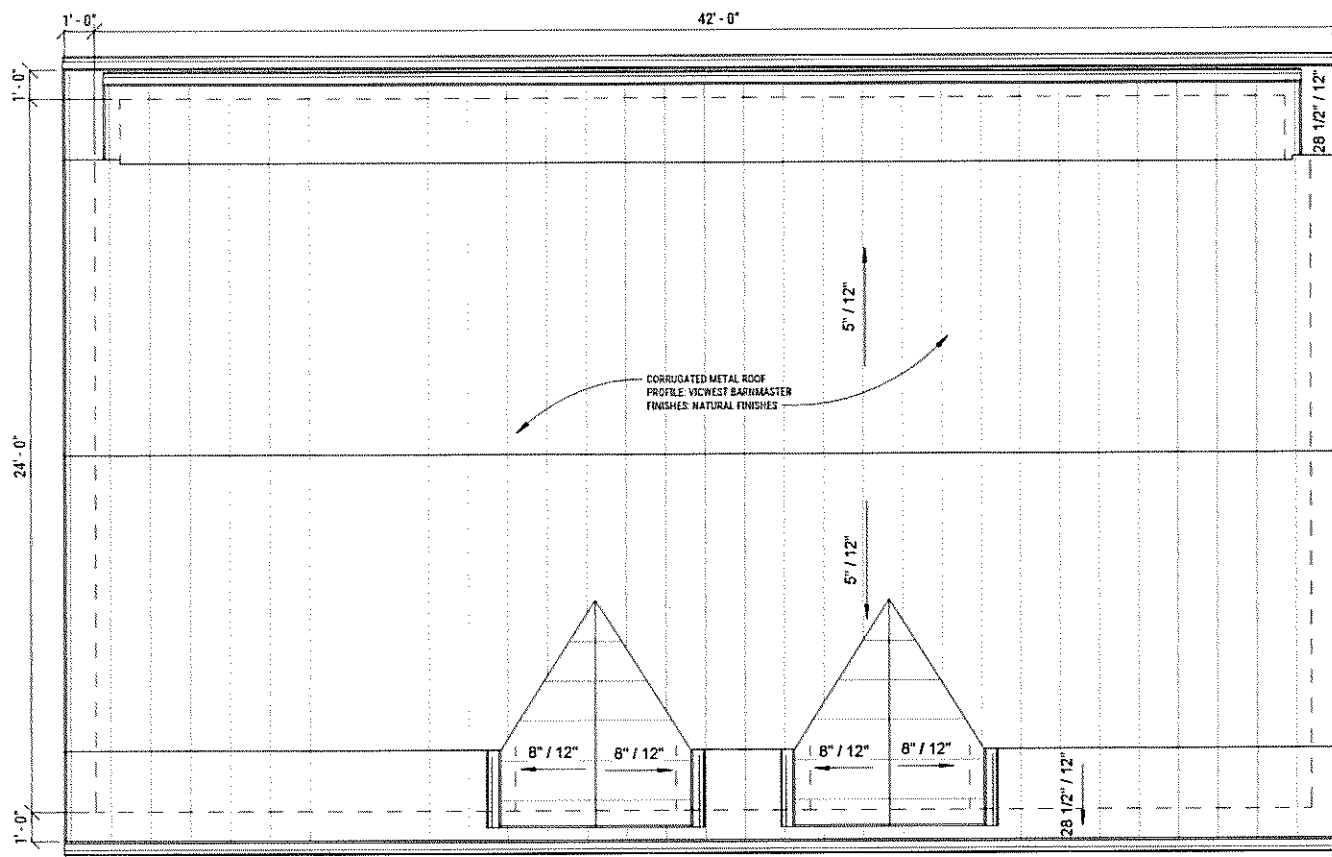 1' - 0"
42' - 0"
1' - 0"
28 1/2" / 12"
5" / 12"
CORRUGATED METAL ROOF
PROFILE: VICWEST BARNMASTER
FINISHES: NATURAL FINISHES
24' - 0"
5" / 12"
8" / 12"
8" / 12"
8" / 12"
8" / 12"
28 1/2" / 12"
1' - 0"